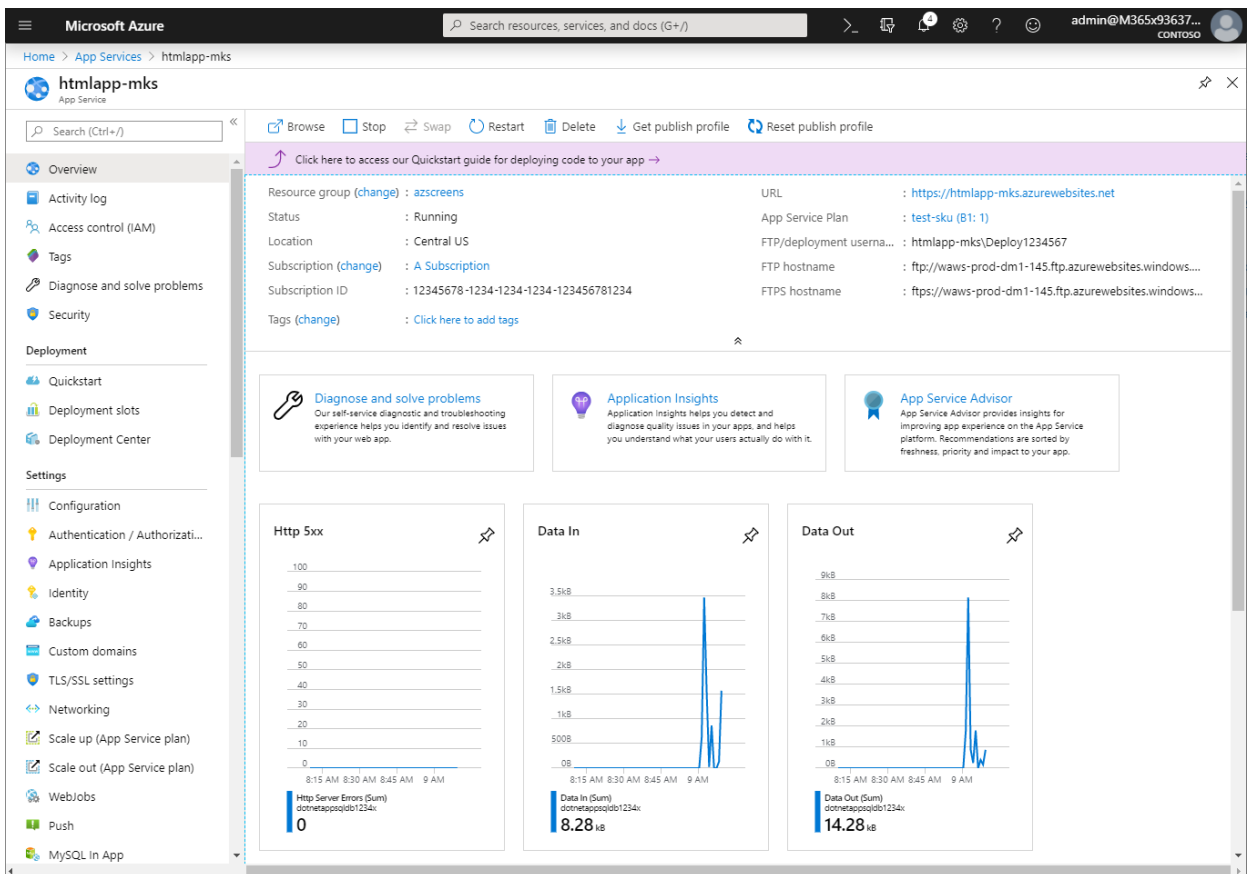 Microsoft Azure
Search resources, services, and docs (G+/)
4
admin@M365x93637...
CONTOSO
Home > App Services > htmlapp-mks
htmlapp-mks
App Service
Search (Ctrl+/)
Browse Stop Swap Restart Delete Get publish profile Reset publish profile
Click here to access our Quickstart guide for deploying code to your app →
Overview
Activity log
Access control (IAM)
Tags
Diagnose and solve problems
Security
Deployment
Quickstart
Deployment slots
Deployment Center
Settings
Configuration
Authentication / Authorizati...
Application Insights
Identity
Backups
Custom domains
TLS/SSL settings
Networking
Scale up (App Service plan)
Scale out (App Service plan)
WebJobs
Push
MySQL In App
Resource group (change) : azscreens
Status : Running
Location : Central US
Subscription (change) : A Subscription
Subscription ID : 12345678-1234-1234-1234-123456781234
Tags (change) : Click here to add tags
URL : https://htmlapp-mks.azurewebsites.net
App Service Plan : test-sku (B1: 1)
FTP/deployment userna... : htmlapp-mks\Deploy1234567
FTP hostname : ftp://waws-prod-dm1-145.ftp.azurewebsites.windows....
FTPS hostname : ftps://waws-prod-dm1-145.ftp.azurewebsites.windows...
Diagnose and solve problems
Our self-service diagnostic and troubleshooting
experience helps you identify and resolve issues
with your web app.
Application Insights
Application Insights helps you detect and
diagnose quality issues in your apps, and helps
you understand what your users actually do with it.
App Service Advisor
App Service Advisor provides insights for
improving app experience on the App Service
platform. Recommendations are sorted by
freshness, priority and impact to your app.
Http 5xx
100
90
80
70
60
50
40
30
20
10
0
8:15 AM 8:30 AM 8:45 AM 9 AM
Http Server Errors (Sum)
dotnetappsqldb1234x
0
Data In
3.5kB
3kB
2.5kB
2kB
1.5kB
1kB
500B
0B
8:15 AM 8:30 AM 8:45 AM 9 AM
Data In (Sum)
dotnetappsqldb1234x
8.28 kB
Data Out
9kB
8kB
7kB
6kB
5kB
4kB
3kB
2kB
1kB
0B
8:15 AM 8:30 AM 8:45 AM 9 AM
Data Out (Sum)
dotnetappsqldb1234x
14.28 kB